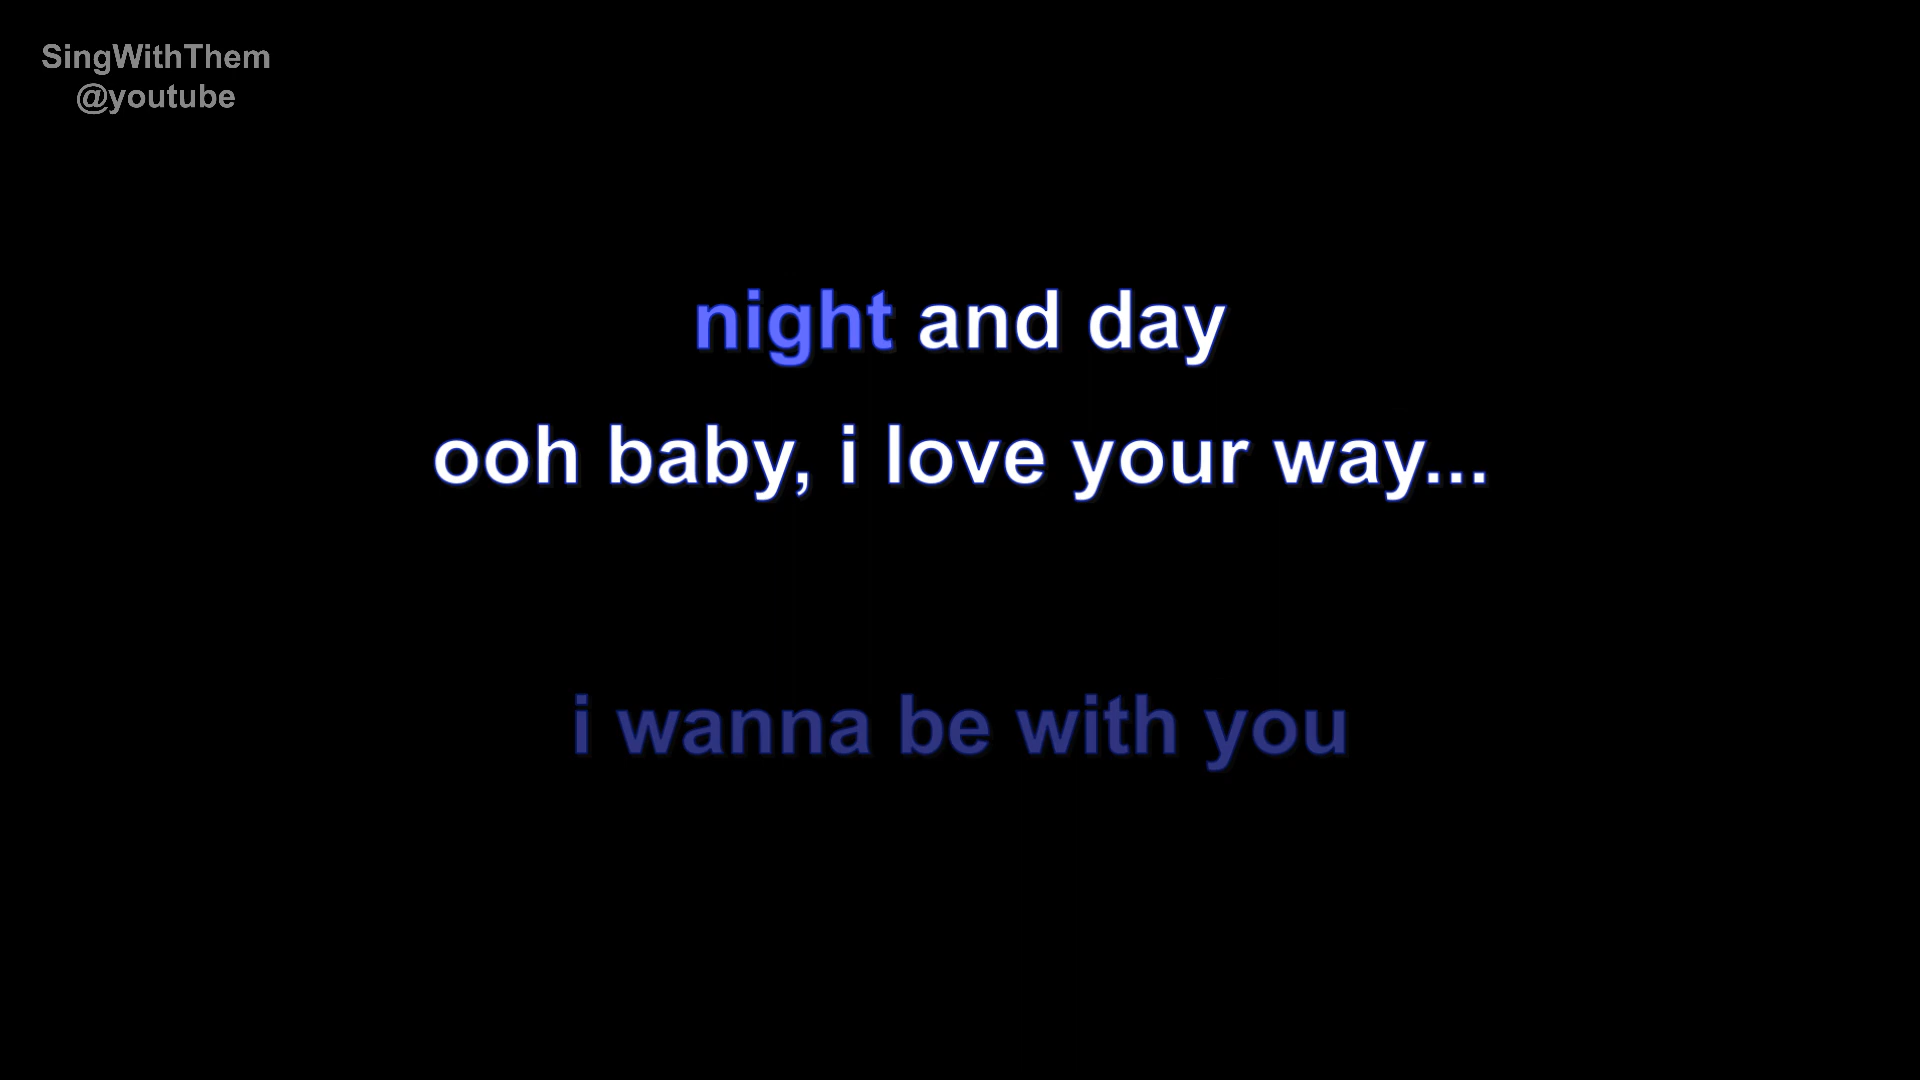 SingWithThem
@youtube
night and day
ooh baby, i love your way...
i wanna be with you